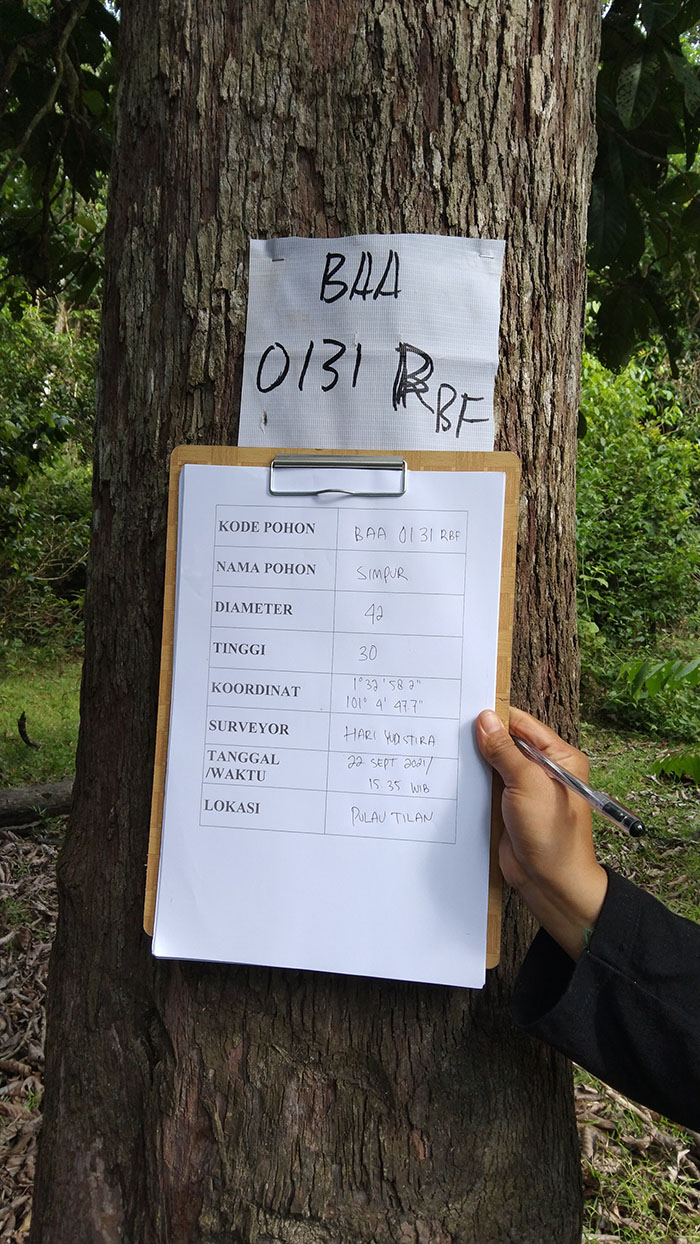 BAA
0131 RBF
KODE POHON BAA 0131 RBF
NAMA POHON SIMPUR
DIAMETER 42
TINGGI 30
KOORDINAT 1°32'58.2"
101° 4' 47.7"
SURVEYOR HARI YUDISTIRA
TANGGAL 22 SEPT 2021/
/WAKTU 15.35 WIB
LOKASI PULAU TILAN